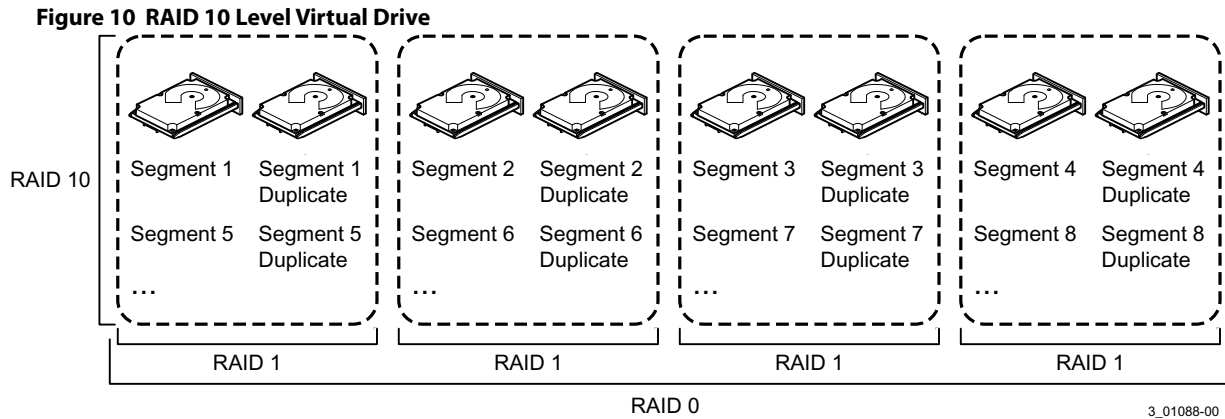 Figure 10 RAID 10 Level Virtual Drive
RAID 10
Segment 1 Segment 1 Duplicate
Segment 5 Segment 5 Duplicate
...
Segment 2 Segment 2 Duplicate
Segment 6 Segment 6 Duplicate
...
Segment 3 Segment 3 Duplicate
Segment 7 Segment 7 Duplicate
...
Segment 4 Segment 4 Duplicate
Segment 8 Segment 8 Duplicate
...
RAID 1 RAID 1 RAID 1 RAID 1
RAID 0
3_01088-00